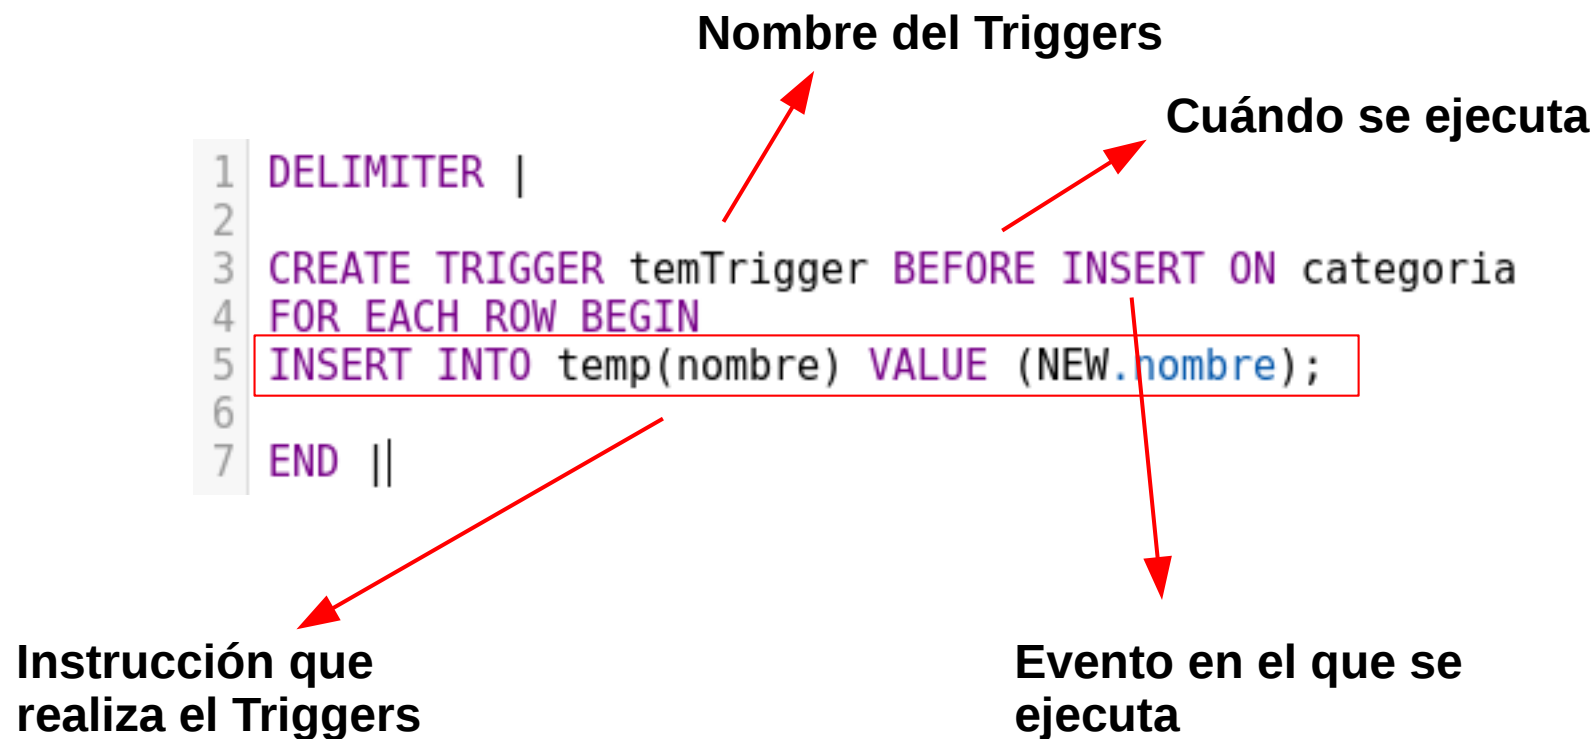 Nombre del Triggers
Cuándo se ejecuta
1 DELIMITER |
2
3 CREATE TRIGGER temTrigger BEFORE INSERT ON categoria
4 FOR EACH ROW BEGIN
5 INSERT INTO temp(nombre) VALUE (NEW.nombre);
6
7 END |
Instrucción que
realiza el Triggers
Evento en el que se
ejecuta